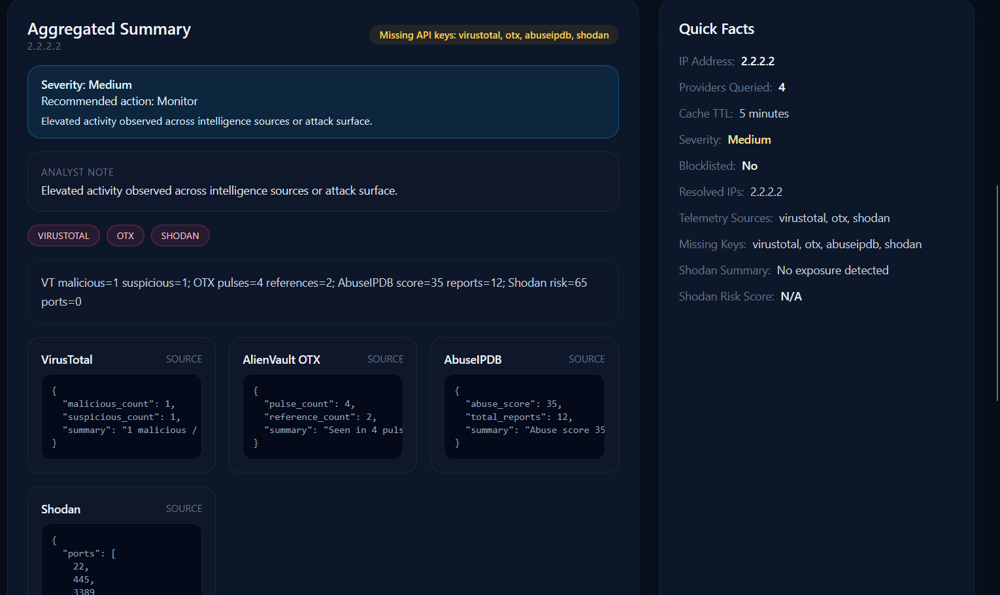 Aggregated Summary
2.2.2.2
Missing API keys: virustotal, otx, abuseipdb, shodan
Severity: Medium
Recommended action: Monitor
Elevated activity observed across intelligence sources or attack surface.
ANALYST NOTE
Elevated activity observed across intelligence sources or attack surface.
VIRUSTOTAL OTX SHODAN
VT malicious=1 suspicious=1; OTX pulses=4 references=2; AbuseIPDB score=35 reports=12; Shodan risk=65
ports=0
VirusTotal SOURCE
{
"malicious_count": 1,
"suspicious_count": 1,
"summary": "1 malicious /
}
AlienVault OTX SOURCE
{
"pulse_count": 4,
"reference_count": 2,
"summary": "Seen in 4 puls
}
AbuseIPDB SOURCE
{
"abuse_score": 35,
"total_reports": 12,
"summary": "Abuse score 35
}
Shodan SOURCE
{
"ports": [
22,
445,
3389
Quick Facts
IP Address: 2.2.2.2
Providers Queried: 4
Cache TTL: 5 minutes
Severity: Medium
Blocklisted: No
Resolved IPs: 2.2.2.2
Telemetry Sources: virustotal, otx, shodan
Missing Keys: virustotal, otx, abuseipdb, shodan
Shodan Summary: No exposure detected
Shodan Risk Score: N/A